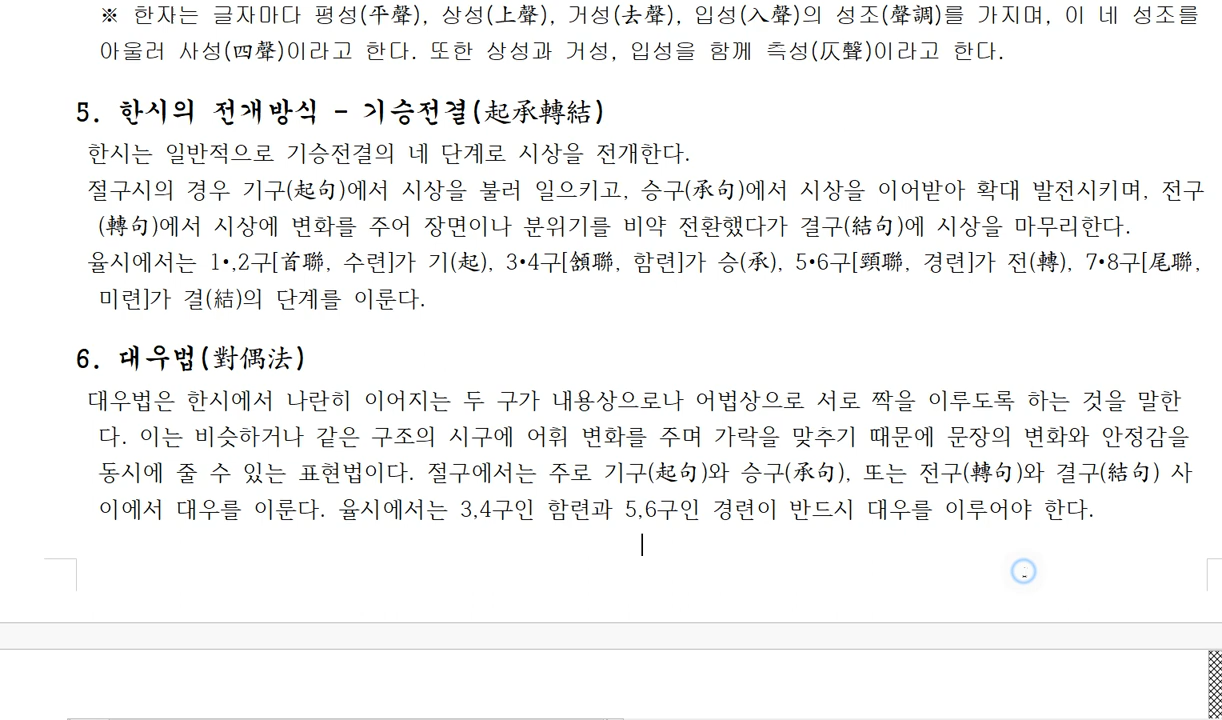 ※ 한자는 글자마다 평성(平聲), 상성(上聲), 거성(去聲), 입성(入聲)의 성조(聲調)를 가지며, 이 네 성조를
아울러 사성(四聲)이라고 한다. 또한 상성과 거성, 입성을 함께 측성(仄聲)이라고 한다.
5. 한시의 전개방식 - 기승전결(起承轉結)
한시는 일반적으로 기승전결의 네 단계로 시상을 전개한다.
절구시의 경우 기구(起句)에서 시상을 불러 일으키고, 승구(承句)에서 시상을 이어받아 확대 발전시키며, 전구
(轉句)에서 시상에 변화를 주어 장면이나 분위기를 비약 전환했다가 결구(結句)에 시상을 마무리한다.
율시에서는 1•,2구[首聯, 수련]가 기(起), 3•4구[頷聯, 함련]가 승(承), 5•6구[頸聯, 경련]가 전(轉), 7•8구[尾聯,
미련]가 결(結)의 단계를 이룬다.
6. 대우법(對偶法)
대우법은 한시에서 나란히 이어지는 두 구가 내용상으로나 어법상으로 서로 짝을 이루도록 하는 것을 말한
다. 이는 비슷하거나 같은 구조의 시구에 어휘 변화를 주며 가락을 맞추기 때문에 문장의 변화와 안정감을
동시에 줄 수 있는 표현법이다. 절구에서는 주로 기구(起句)와 승구(承句), 또는 전구(轉句)와 결구(結句) 사
이에서 대우를 이룬다. 율시에서는 3,4구인 함련과 5,6구인 경련이 반드시 대우를 이루어야 한다.